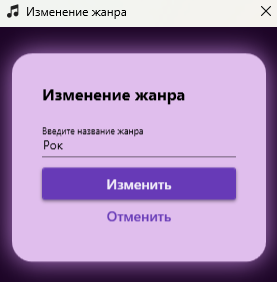 Изменение жанра
Изменение жанра
Введите название жанра
Рок
Изменить
Отменить